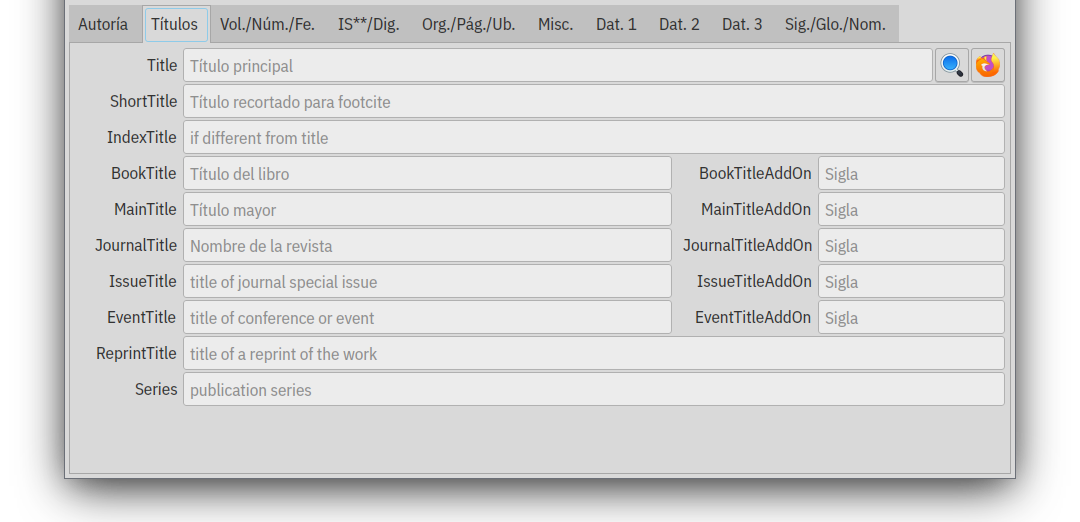 Autoría Títulos Vol./Núm./Fe. IS**/Dig. Org./Pág./Ub. Misc. Dat. 1 Dat. 2 Dat. 3 Sig./Glo./Nom.
Title Título principal
ShortTitle Título recortado para footcite
IndexTitle if different from title
BookTitle Título del libro BookTitleAddOn Sigla
MainTitle Título mayor MainTitleAddOn Sigla
JournalTitle Nombre de la revista JournalTitleAddOn Sigla
IssueTitle title of journal special issue IssueTitleAddOn Sigla
EventTitle title of conference or event EventTitleAddOn Sigla
ReprintTitle title of a reprint of the work
Series publication series